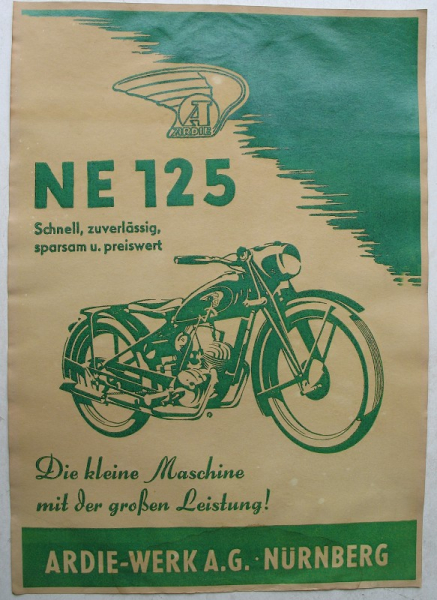 A
ARDIE
NE 125
Schnell, zuverlässig,
sparsam u. preiswert
Die kleine Maschine
mit der großen Leistung!
ARDIE-WERK A.G. · NÜRNBERG